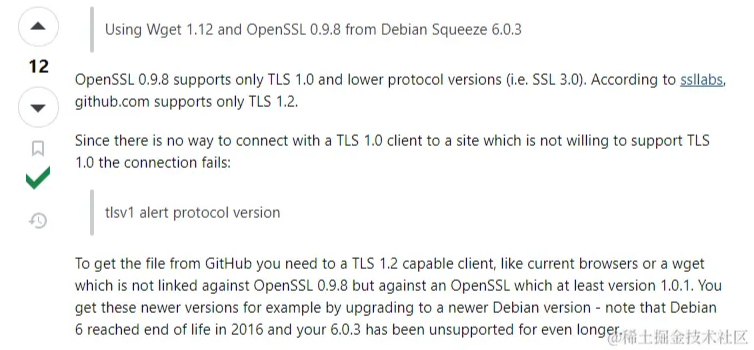 Using Wget 1.12 and OpenSSL 0.9.8 from Debian Squeeze 6.0.3
12
OpenSSL 0.9.8 supports only TLS 1.0 and lower protocol versions (i.e. SSL 3.0). According to ssllabs,
github.com supports only TLS 1.2.
Since there is no way to connect with a TLS 1.0 client to a site which is not willing to support TLS
1.0 the connection fails:
tlsv1 alert protocol version
To get the file from GitHub you need to a TLS 1.2 capable client, like current browsers or a wget
which is not linked against OpenSSL 0.9.8 but against an OpenSSL which at least version 1.0.1. You
get these newer versions for example by upgrading to a newer Debian version - note that Debian
6 reached end of life in 2016 and your 6.0.3 has been unsupported for even longer.
@稀土掘金技术社区